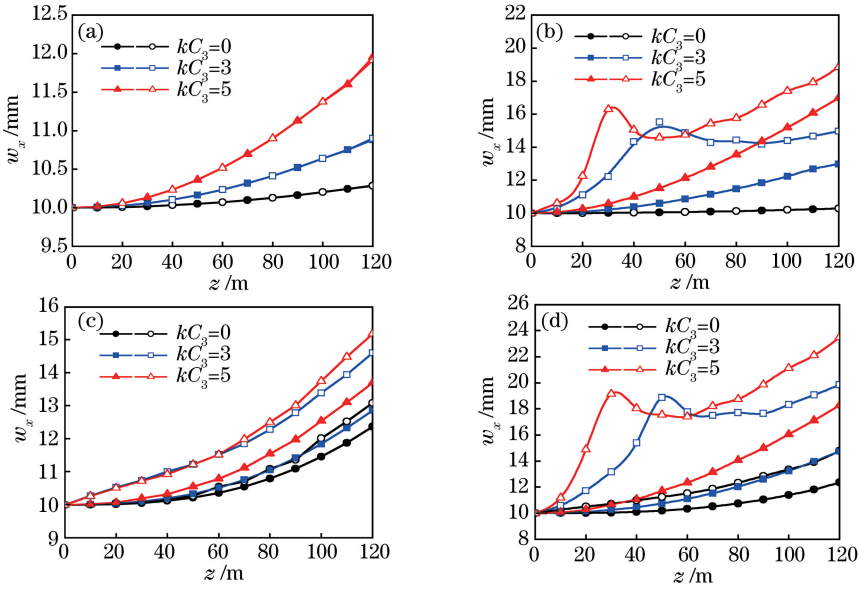 (a)
kC₃=0
kC₃=3
kC₃=5
12.5
12.0
11.5
11.0
10.5
10.0
9.5
wₓ/mm
0 20 40 60 80 100 120
z/m
(b)
kC₃=0
kC₃=3
kC₃=5
22
20
18
16
14
12
10
8
wₓ/mm
0 20 40 60 80 100 120
z/m
(c)
kC₃=0
kC₃=3
kC₃=5
16
15
14
13
12
11
10
9
wₓ/mm
0 20 40 60 80 100 120
z/m
(d)
kC₃=0
kC₃=3
kC₃=5
26
24
22
20
18
16
14
12
10
8
wₓ/mm
0 20 40 60 80 100 120
z/m